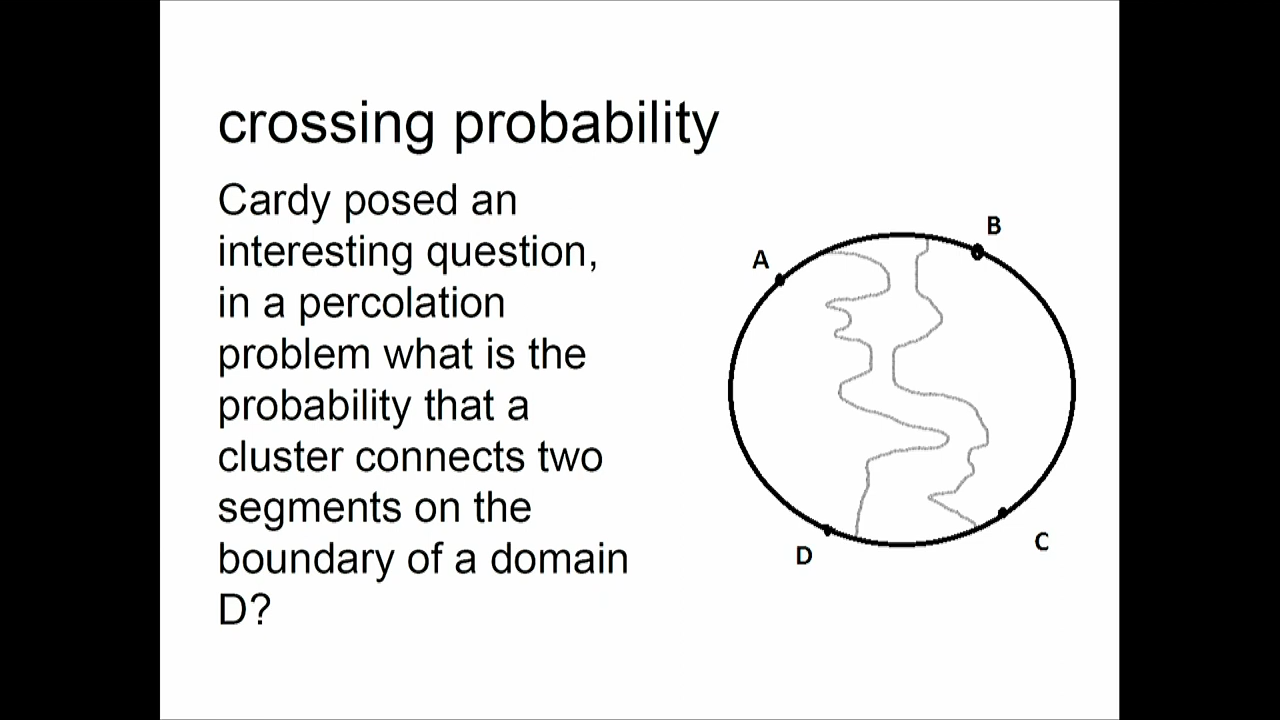 crossing probability
Cardy posed an
interesting question,
in a percolation
problem what is the
probability that a
cluster connects two
segments on the
boundary of a domain
D?
A
B
C
D